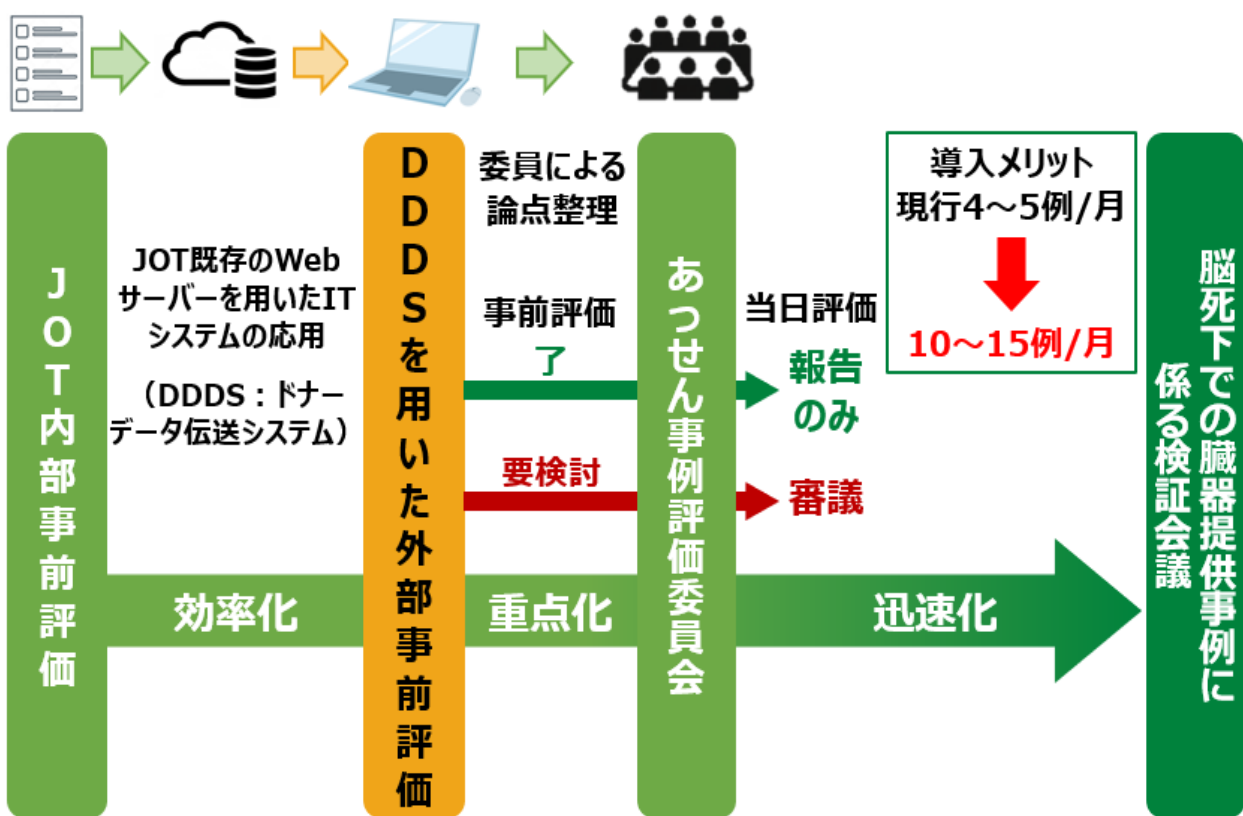 JOT内部事前評価
JOT既存のWeb
サーバーを用いたIT
システムの応用
（DDDS：ドナー
データ伝送システム）
効率化
DDDSを用いた外部事前評価
委員による
論点整理
事前評価
了
要検討
重点化
あっせん事例評価委員会
当日評価
報告
のみ
審議
迅速化
導入メリット
現行4～5例/月
10～15例/月
脳死下での臓器提供事例に
係る検証会議